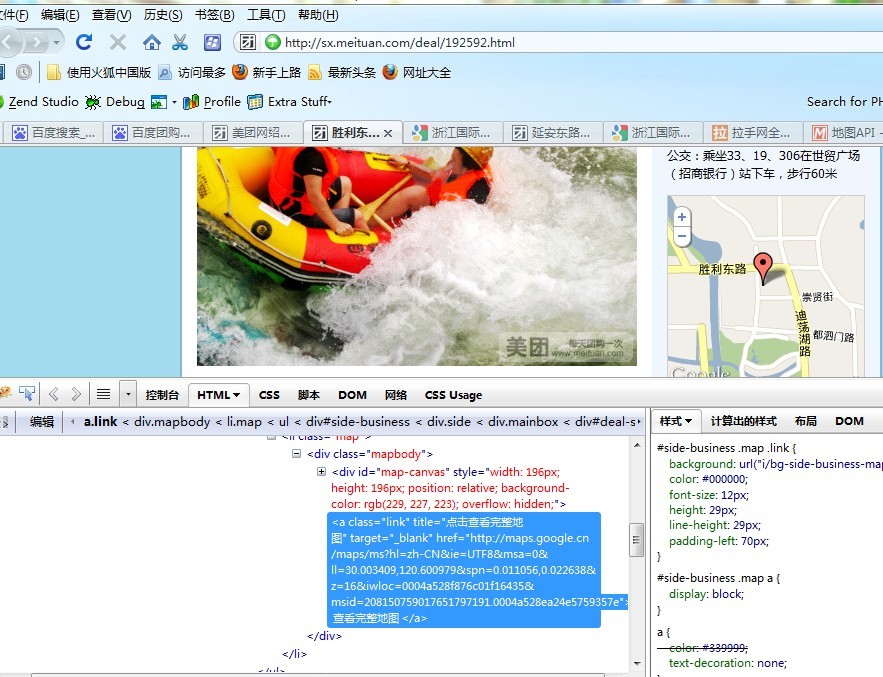 文件(F) 编辑(E) 查看(V) 历史(S) 书签(B) 工具(T) 帮助(H)
http://sx.meituan.com/deal/192592.html
使用火狐中国版 访问最多 新手上路 最新头条 网址大全
Zend Studio Debug Profile Extra Stuff Search for PH
百度搜索_... 百度团购... 美团网绍... 胜利东... 浙江国际... 延安东路... 浙江国际... 拉手网全... 地图API -
公交：乘坐33、19、306在世贸广场
（招商银行）站下车，步行60米
胜利东路
崇贤街
迪荡湖路
都泗门路
Google
美团 每天团购一次
www.meituan.com
控制台 HTML CSS 脚本 DOM 网络 CSS Usage
编辑 a.link < div.mapbody < li.map < ul < div#side-business < div.side < div.mainbox < div#deal-s
样式 计算出的样式 布局 DOM
<li class="map">
<div class="mapbody">
<div id="map-canvas" style="width: 196px;
height: 196px; position: relative; background-
color: rgb(229, 227, 223); overflow: hidden;">
<a class="link" title="点击查看完整地
图" target="_blank" href="http://maps.google.cn
/maps/ms?hl=zh-CN&ie=UTF8&msa=0&
ll=30.003409,120.600979&spn=0.011056,0.022638&
z=16&iwloc=0004a528f876c01f16435&
msid=208150759017651797191.0004a528ea24e5759357e">
查看完整地图 </a>
</div>
</li>
</ul>
#side-business .map .link {
background: url("i/bg-side-business-map
color: #000000;
font-size: 12px;
height: 29px;
line-height: 29px;
padding-left: 70px;
}
#side-business .map a {
display: block;
}
a {
color: #339999;
text-decoration: none;